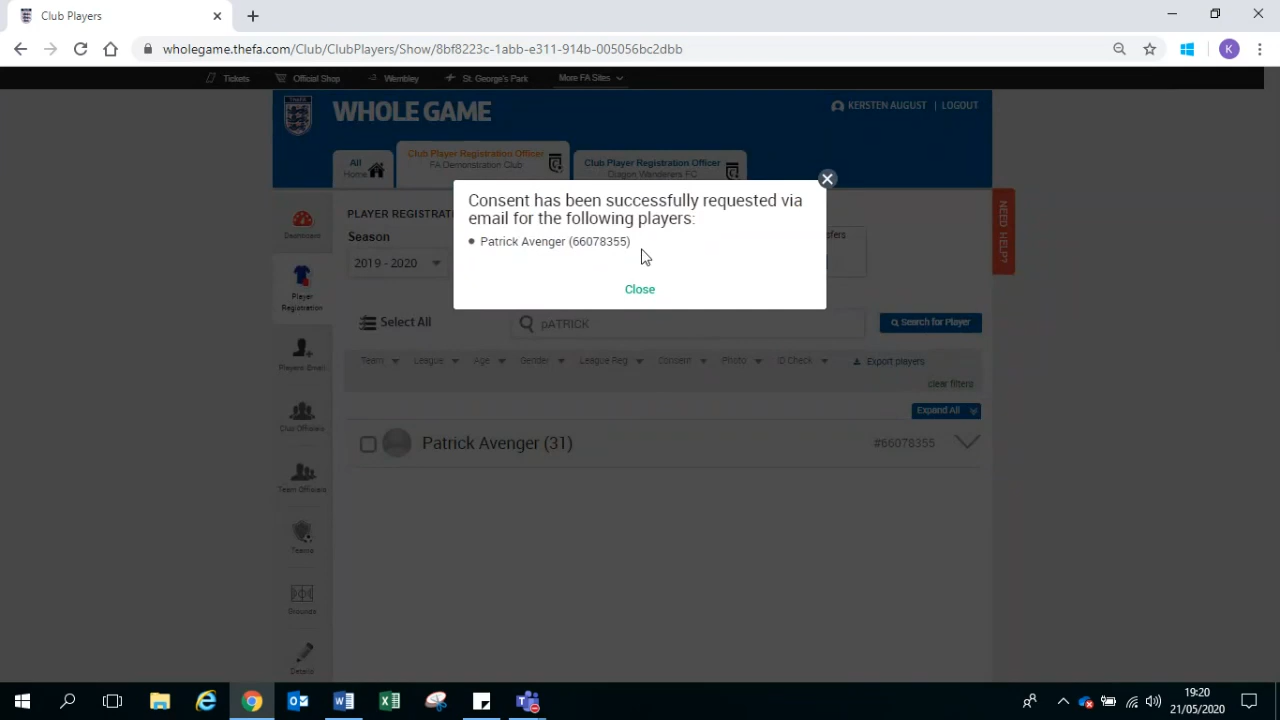 Club Players
wholegame.thefa.com/Club/ClubPlayers/Show/8bf8223c-1abb-e311-914b-005056bc2dbb
K
Tickets Official Shop Wembley St. George's Park More FA Sites
WHOLE GAME
KERSTEN AUGUST | LOGOUT
All
Home
Club Player Registration Officer
FA Demonstration Club
Club Player Registration Officer
Diagon Wanderers FC
Consent has been successfully requested via
email for the following players:
Patrick Avenger (66078355)
Close
NEED HELP?
PLAYER REGISTRATI
Season
2019 - 2020
Select All
pATRICK
Search for Player
Team League Age Gender League Reg Consent Photo ID Check Export players
clear filters
Expand All
Patrick Avenger (31)
#66078355
Dashboard
Player
Registration
Players Email
Club Officials
Team Officials
Teams
Grounds
Details
19:20
21/05/2020